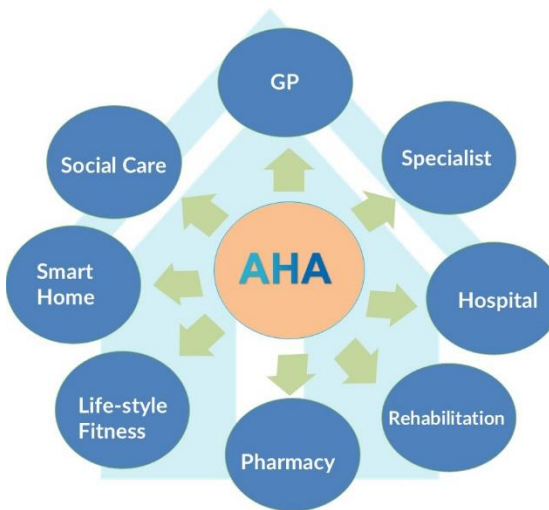 GP
Social Care
Specialist
AHA
Smart
Home
Hospital
Life-style
Fitness
Rehabilitation
Pharmacy